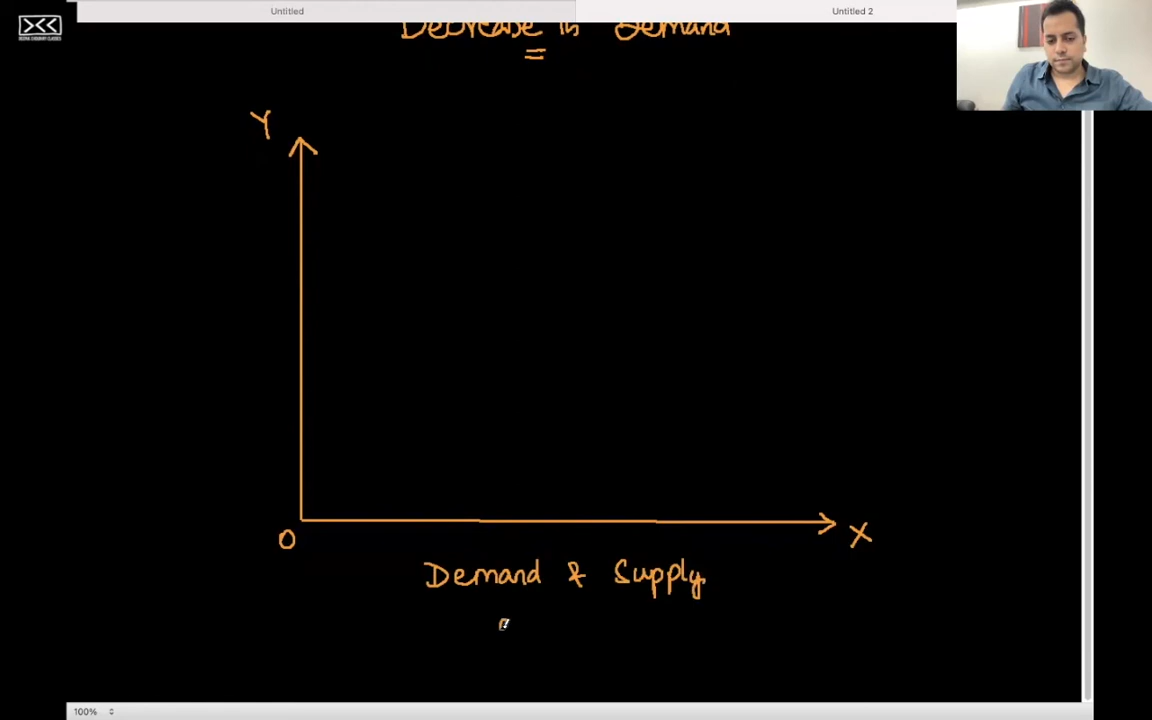 Untitled
Untitled 2
Decrease in Demand
Y
O
X
Demand & Supply
100%